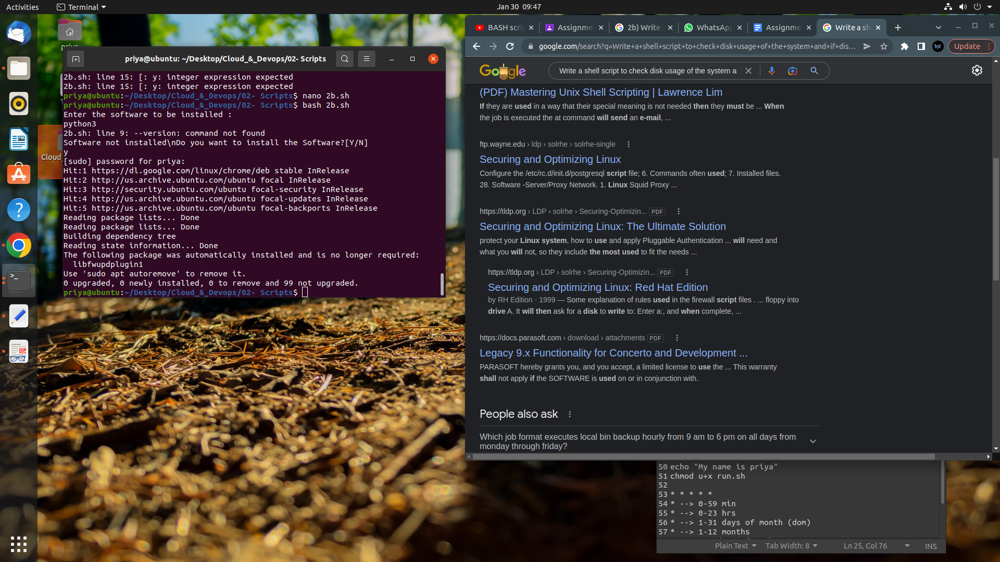 Activities
Terminal
Jan 30 09:47
priya
Cloud_
priya@ubuntu: ~/Desktop/Cloud_&_Devops/02- Scripts
2b.sh: line 15: [: y: integer expression expected
2b.sh: line 15: [: y: integer expression expected
priya@ubuntu:~/Desktop/Cloud_&_Devops/02- Scripts$ nano 2b.sh
priya@ubuntu:~/Desktop/Cloud_&_Devops/02- Scripts$ bash 2b.sh
Enter the software to be installed :
python3
2b.sh: line 9: --version: command not found
Software not installed\nDo you want to install the Software?[Y/N]
y
[sudo] password for priya:
Hit:1 https://dl.google.com/linux/chrome/deb stable InRelease
Hit:2 http://us.archive.ubuntu.com/ubuntu focal InRelease
Hit:3 http://security.ubuntu.com/ubuntu focal-security InRelease
Hit:4 http://us.archive.ubuntu.com/ubuntu focal-updates InRelease
Hit:5 http://us.archive.ubuntu.com/ubuntu focal-backports InRelease
Reading package lists... Done
Reading package lists... Done
Building dependency tree
Reading state information... Done
The following package was automatically installed and is no longer required:
libfwupdplugin1
Use 'sudo apt autoremove' to remove it.
0 upgraded, 0 newly installed, 0 to remove and 99 not upgraded.
priya@ubuntu:~/Desktop/Cloud_&_Devops/02- Scripts$
BASH scri
Assignme
2b) Write
WhatsApp
Assignme
Write a sh
google.com/search?q=Write+a+shell+script+to+check+disk+usage+of+the+system+and+if+dis...
Update
Google
Write a shell script to check disk usage of the system a
(PDF) Mastering Unix Shell Scripting | Lawrence Lim
If they are used in a way that their special meaning is not needed then they must be ... When
the job is executed the at command will send an e-mail, ...
ftp.wayne.edu › ldp › solrhe › solrhe-single
Securing and Optimizing Linux
Configure the /etc/rc.d/init.d/postgresql script file; 6. Commands often used; 7. Installed files.
28. Software -Server/Proxy Network. 1. Linux Squid Proxy ...
https://tldp.org › LDP › solrhe › Securing-Optimizin... PDF
Securing and Optimizing Linux: The Ultimate Solution
protect your Linux system, how to use and apply Pluggable Authentication ... will need and
what you will not, so they include the most used to fit the needs ...
https://tldp.org › LDP › solrhe › Securing-Optimizin... PDF
Securing and Optimizing Linux: Red Hat Edition
by RH Edition · 1999 — Some explanation of rules used in the firewall script files . ... floppy into
drive A. It will then ask for a disk to write to: Enter a:, and when complete, ...
https://docs.parasoft.com › download › attachments PDF
Legacy 9.x Functionality for Concerto and Development ...
PARASOFT hereby grants you, and you accept, a limited license to use the ... This warranty
shall not apply if the SOFTWARE is used on or in conjunction with.
People also ask
Which job format executes local bin backup hourly from 9 am to 6 pm on all days from
monday through friday?
50 echo "My name is priya"
51 chmod u+x run.sh
52
53 * * * * *
54 * --> 0-59 min
55 * --> 0-23 hrs
56 * --> 1-31 days of month (dom)
57 * --> 1-12 months
Plain Text
Tab Width: 8
Ln 25, Col 76
INS